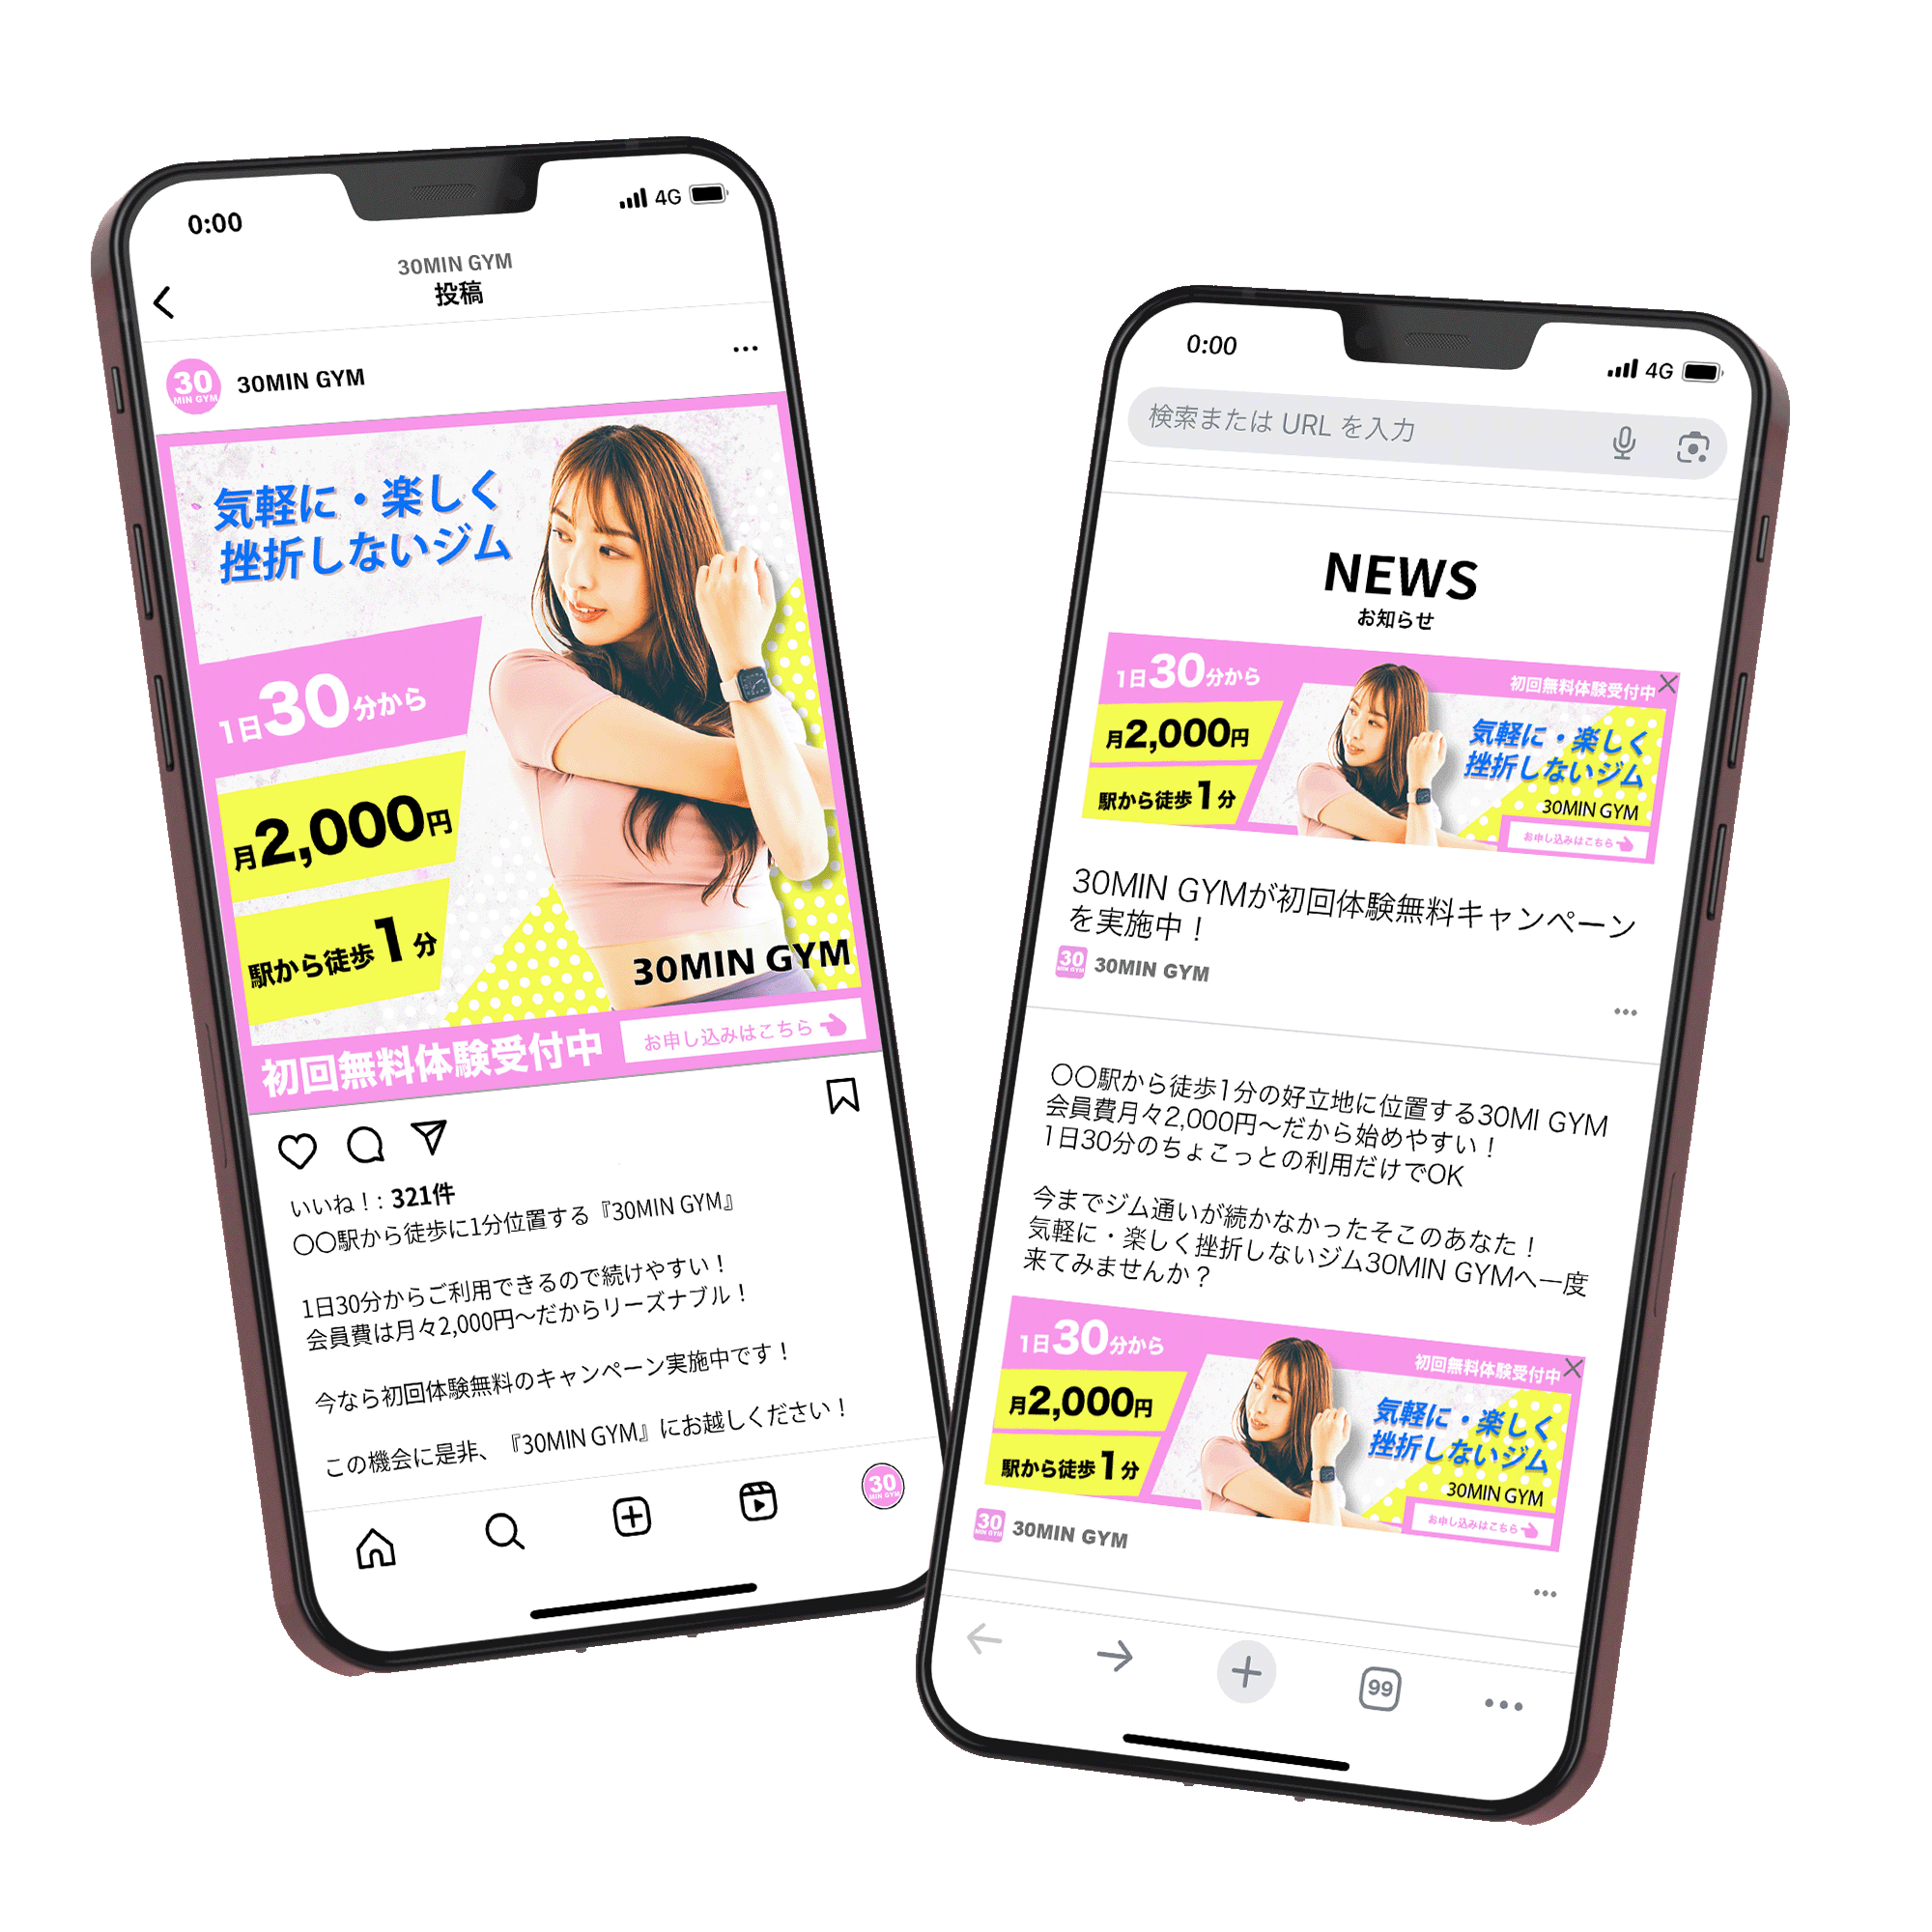 0:00
4G
30MIN GYM
投稿
30
MIN GYM
30MIN GYM
気軽に・楽しく
挫折しないジム
1日30分から
月2,000円
駅から徒歩1分
30MIN GYM
初回無料体験受付中
お申し込みはこちら
いいね！: 321件
〇〇駅から徒歩に1分位置する『30MIN GYM』
1日30分からご利用できるので続けやすい！
会員費は月々2,000円〜だからリーズナブル！
今なら初回体験無料のキャンペーン実施中です！
この機会に是非、『30MIN GYM』にお越しください！
30
MIN GYM
0:00
4G
検索または URL を入力
NEWS
お知らせ
1日30分から
初回無料体験受付中
月2,000円
駅から徒歩1分
気軽に・楽しく
挫折しないジム
30MIN GYM
お申し込みはこちら
30MIN GYMが初回体験無料キャンペーン
を実施中！
30
MIN GYM
30MIN GYM
〇〇駅から徒歩1分の好立地に位置する30MI GYM
会員費月々2,000円〜だから始めやすい！
1日30分のちょこっとの利用だけでOK
今までジム通いが続かなかったそこのあなた！
気軽に・楽しく挫折しないジム30MIN GYMへ一度
来てみませんか？
1日30分から
初回無料体験受付中
月2,000円
駅から徒歩1分
気軽に・楽しく
挫折しないジム
30MIN GYM
お申し込みはこちら
30
MIN GYM
30MIN GYM
99